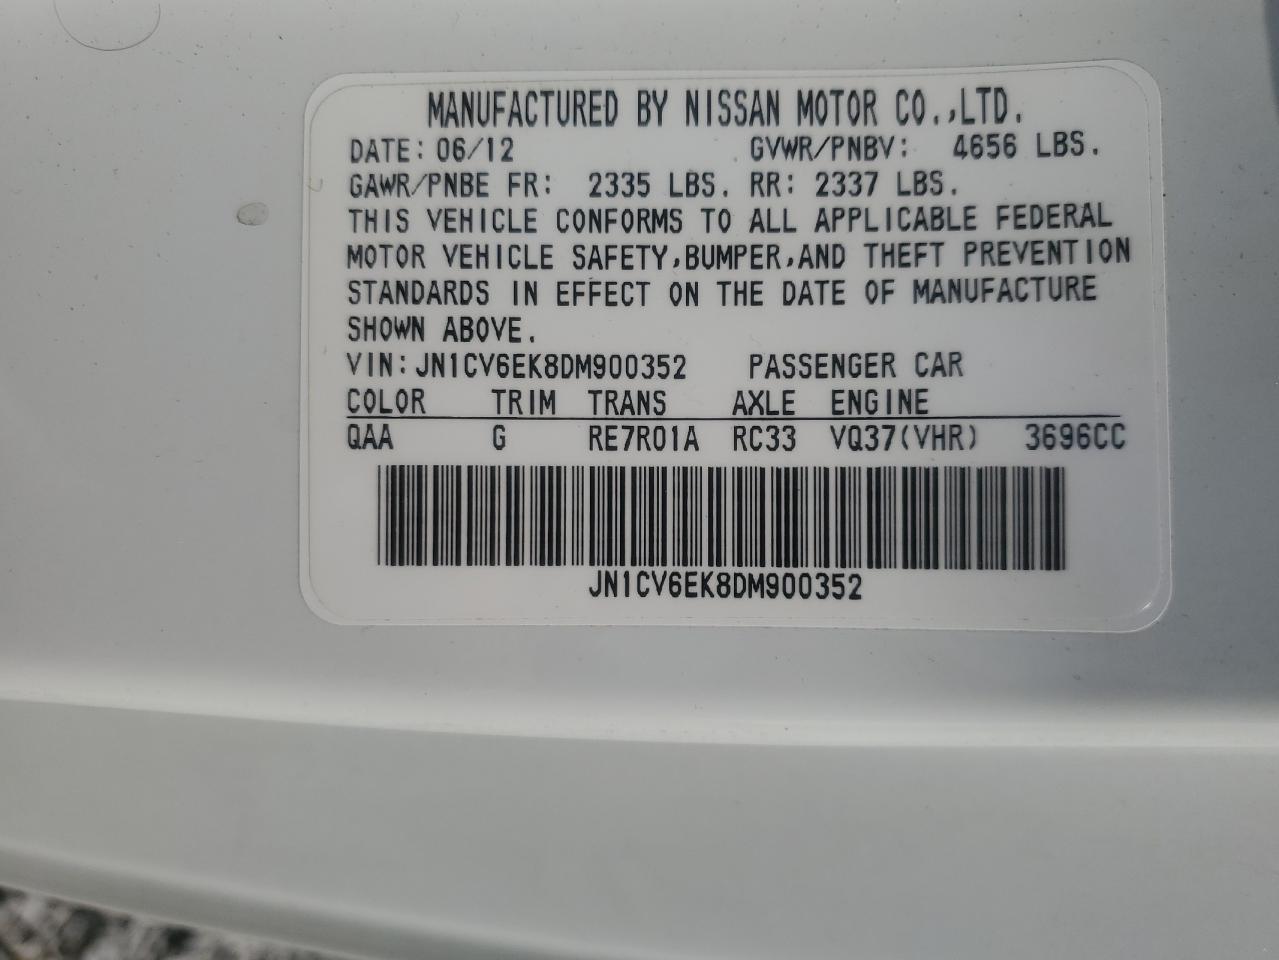 MANUFACTURED BY NISSAN MOTOR CO.,LTD.
DATE: 06/12 GVWR/PNBV: 4656 LBS.
GAWR/PNBE FR: 2335 LBS. RR: 2337 LBS.
THIS VEHICLE CONFORMS TO ALL APPLICABLE FEDERAL
MOTOR VEHICLE SAFETY,BUMPER,AND THEFT PREVENTION
STANDARDS IN EFFECT ON THE DATE OF MANUFACTURE
SHOWN ABOVE.
VIN:JN1CV6EK8DM900352 PASSENGER CAR
COLOR TRIM TRANS AXLE ENGINE
QAA G RE7R01A RC33 VQ37(VHR) 3696CC
JN1CV6EK8DM900352